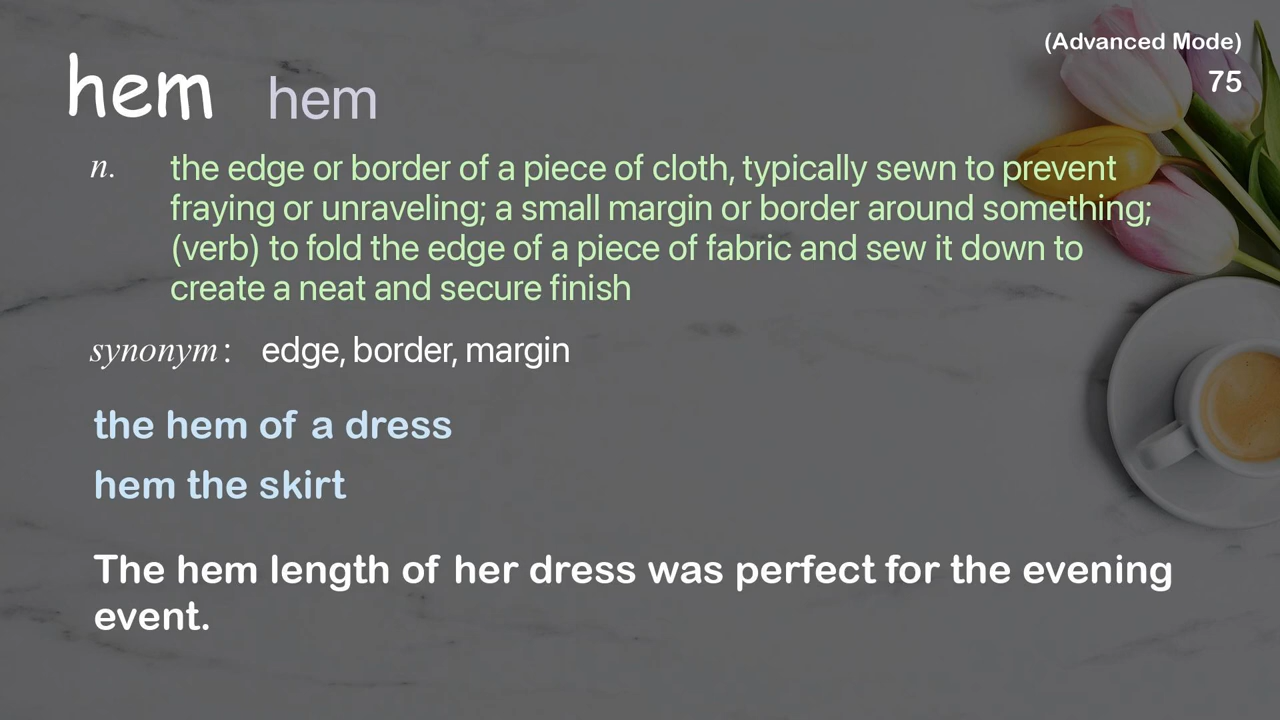 (Advanced Mode)
75
hem hem
n. the edge or border of a piece of cloth, typically sewn to prevent
fraying or unraveling; a small margin or border around something;
(verb) to fold the edge of a piece of fabric and sew it down to
create a neat and secure finish
synonym : edge, border, margin
the hem of a dress
hem the skirt
The hem length of her dress was perfect for the evening
event.